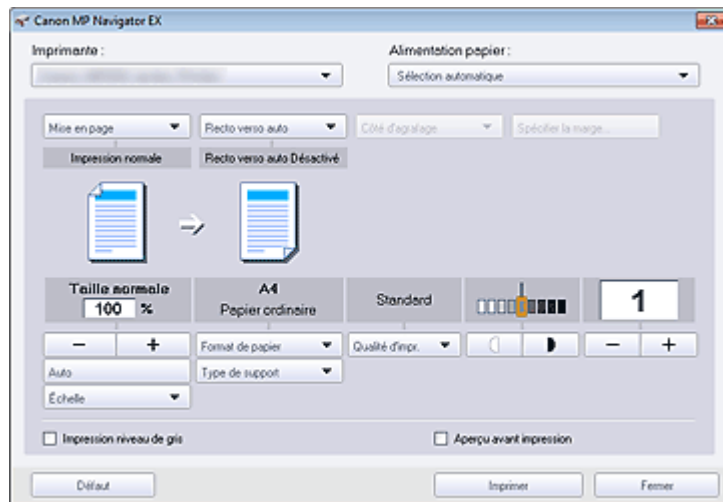 Canon MP Navigator EX
Imprimante :
Alimentation papier :
Sélection automatique
Mise en page
Recto verso auto
Côté d'agrafage
Spécifier la marge...
Impression normale
Recto verso auto Désactivé
Taille normale
100 %
A4
Papier ordinaire
Standard
1
− +
Format de papier
Qualité d'impr.
− +
Auto
Type de support
Échelle
Impression niveau de gris
Aperçu avant impression
Défaut
Imprimer
Fermer